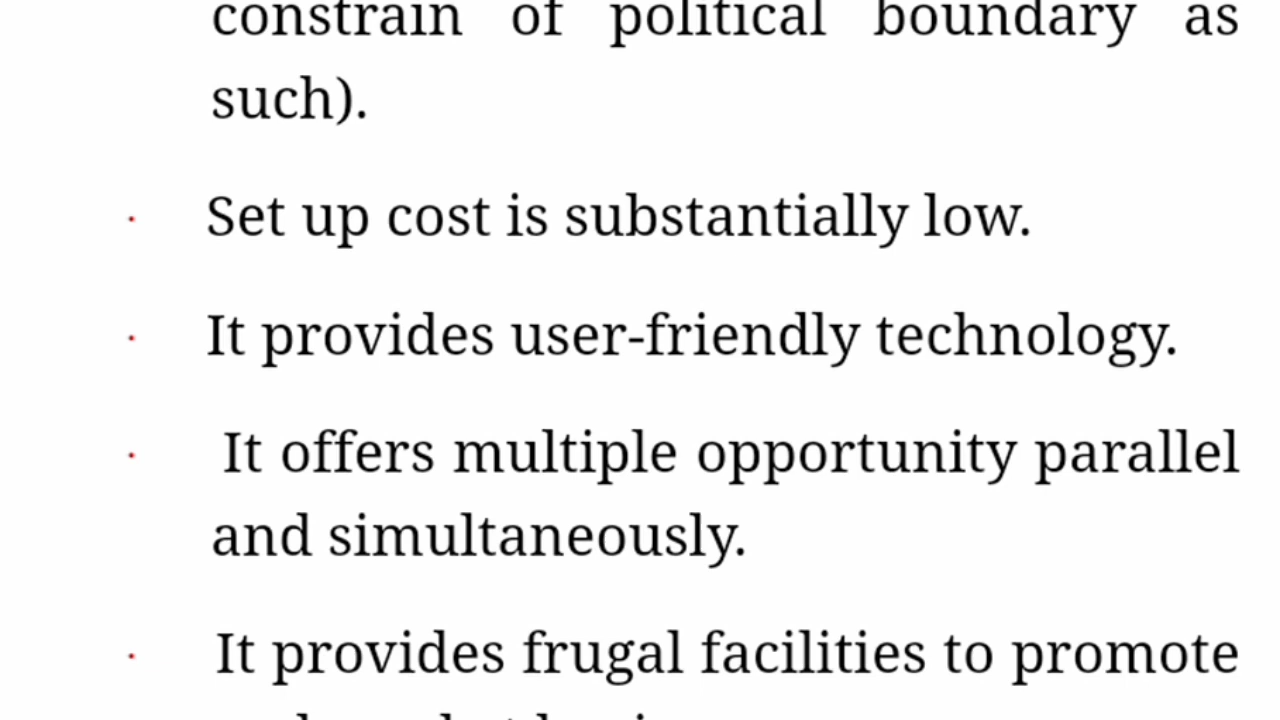 constrain of political boundary as
such).
· Set up cost is substantially low.
· It provides user-friendly technology.
· It offers multiple opportunity parallel
and simultaneously.
· It provides frugal facilities to promote